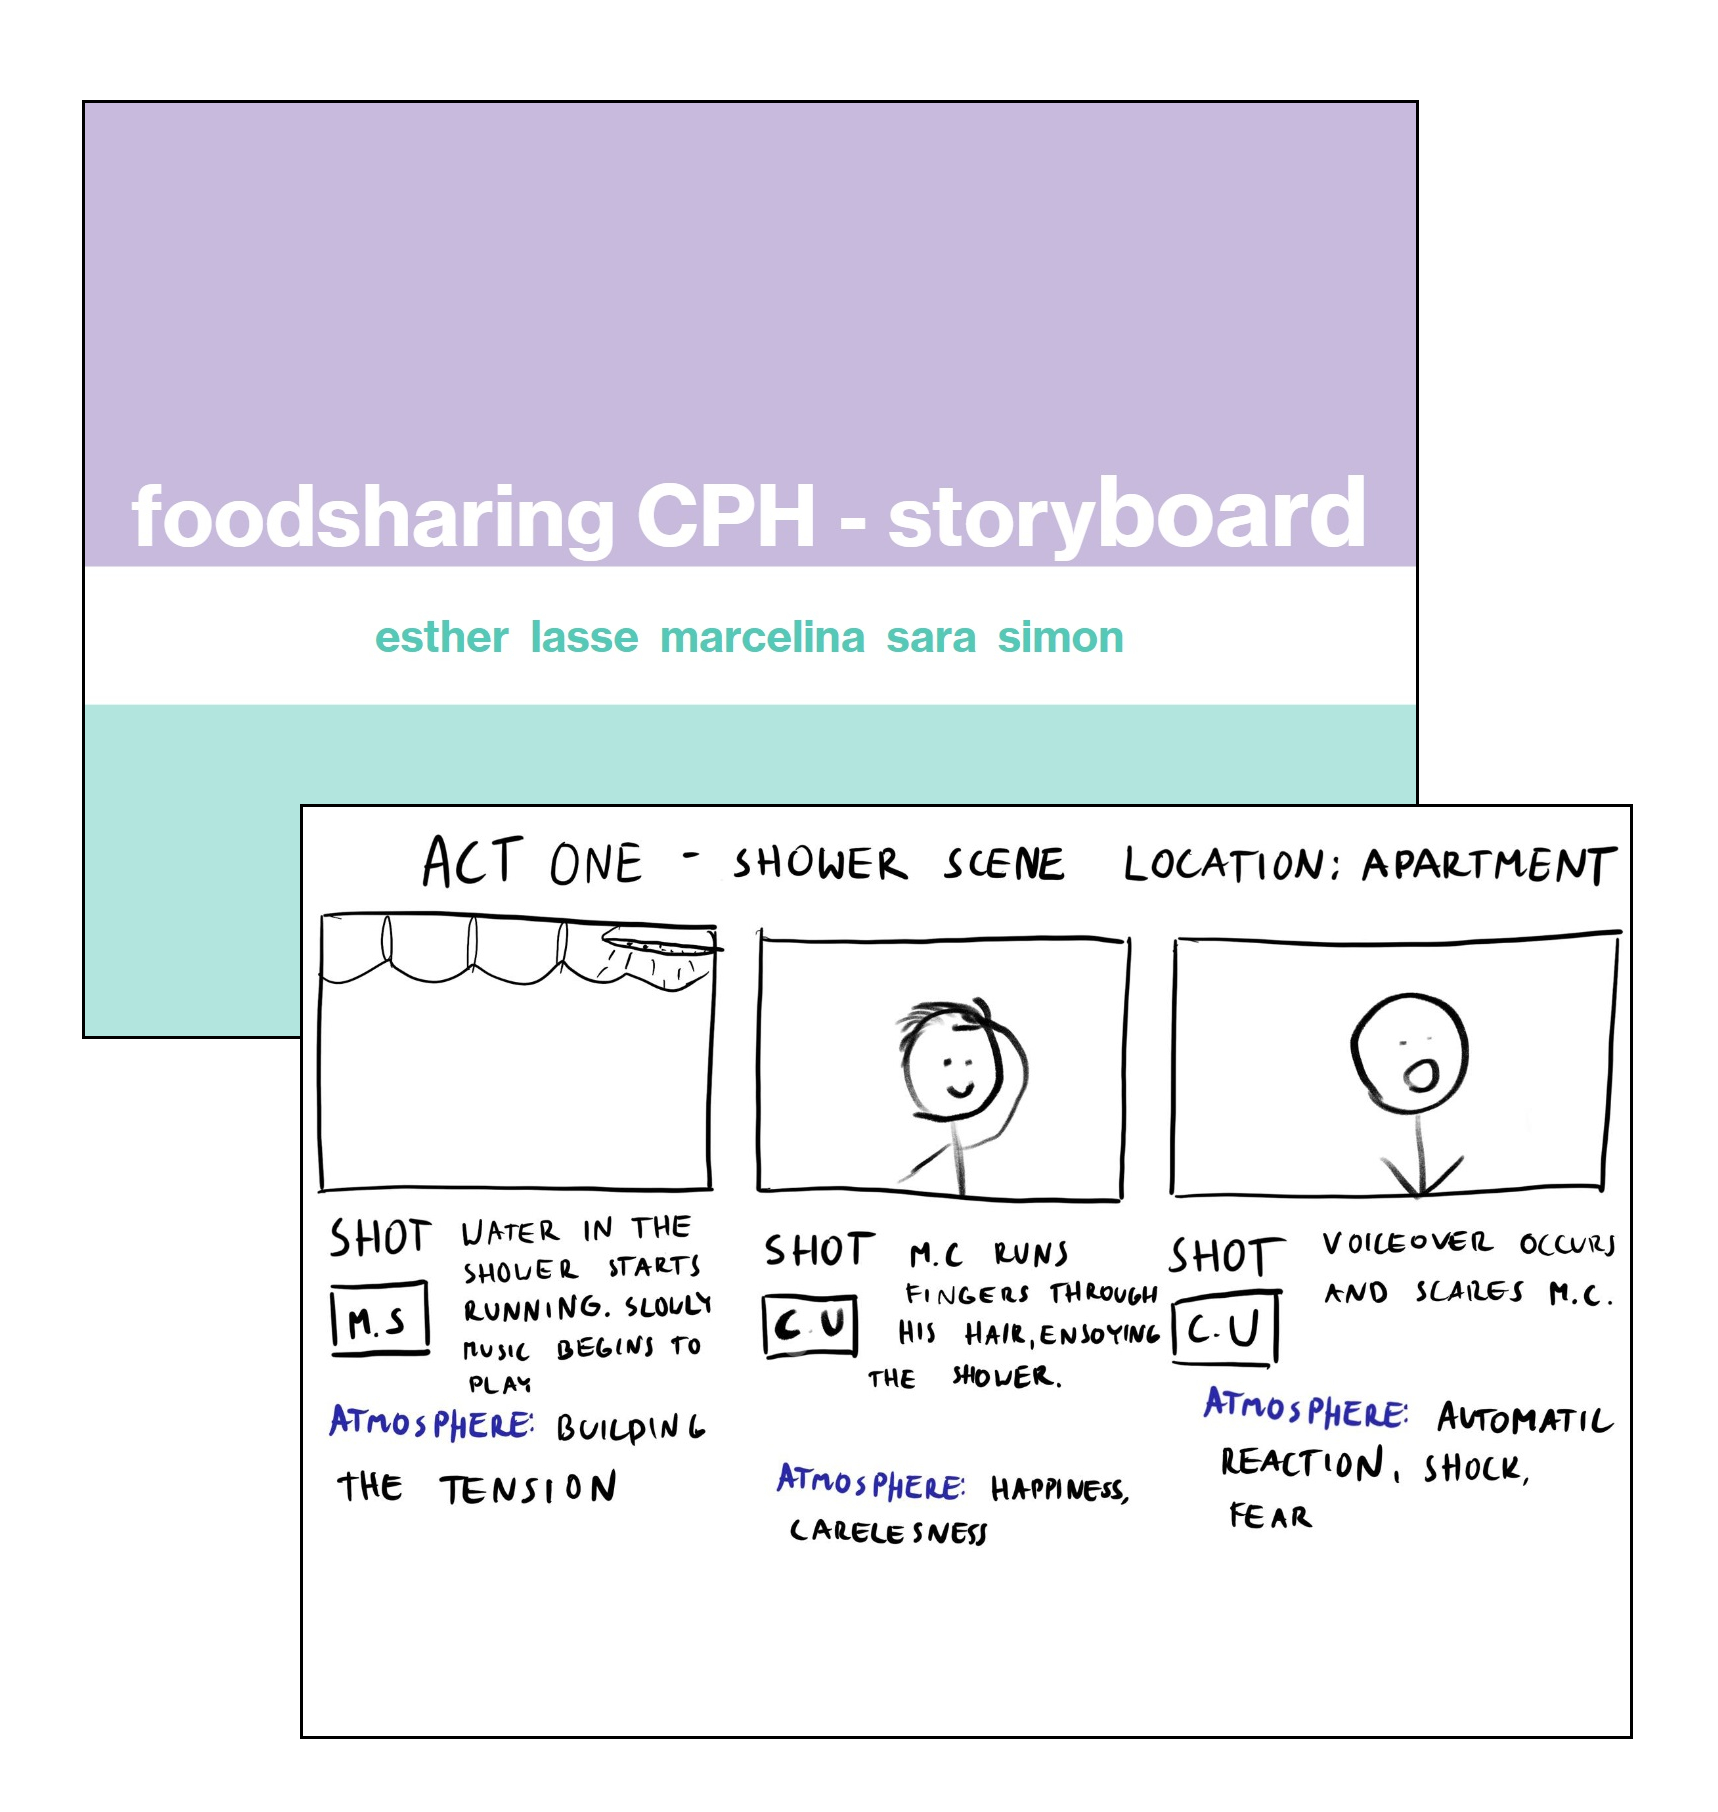 foodsharing CPH - storyboard
esther lasse marcelina sara simon
ACT ONE - SHOWER SCENE LOCATION: APARTMENT
SHOT
M.S
WATER IN THE
SHOWER STARTS
RUNNING. SLOWLY
MUSIC BEGINS TO
PLAY
ATMOSPHERE: BUILDING
THE TENSION
SHOT
C.U
M.C RUNS
FINGERS THROUGH
HIS HAIR, ENJOYING
THE SHOWER.
ATMOSPHERE: HAPPINESS,
CARELESNESS
SHOT
C.U
VOICEOVER OCCURS
AND SCARES M.C.
ATMOSPHERE: AUTOMATIC
REACTION, SHOCK,
FEAR